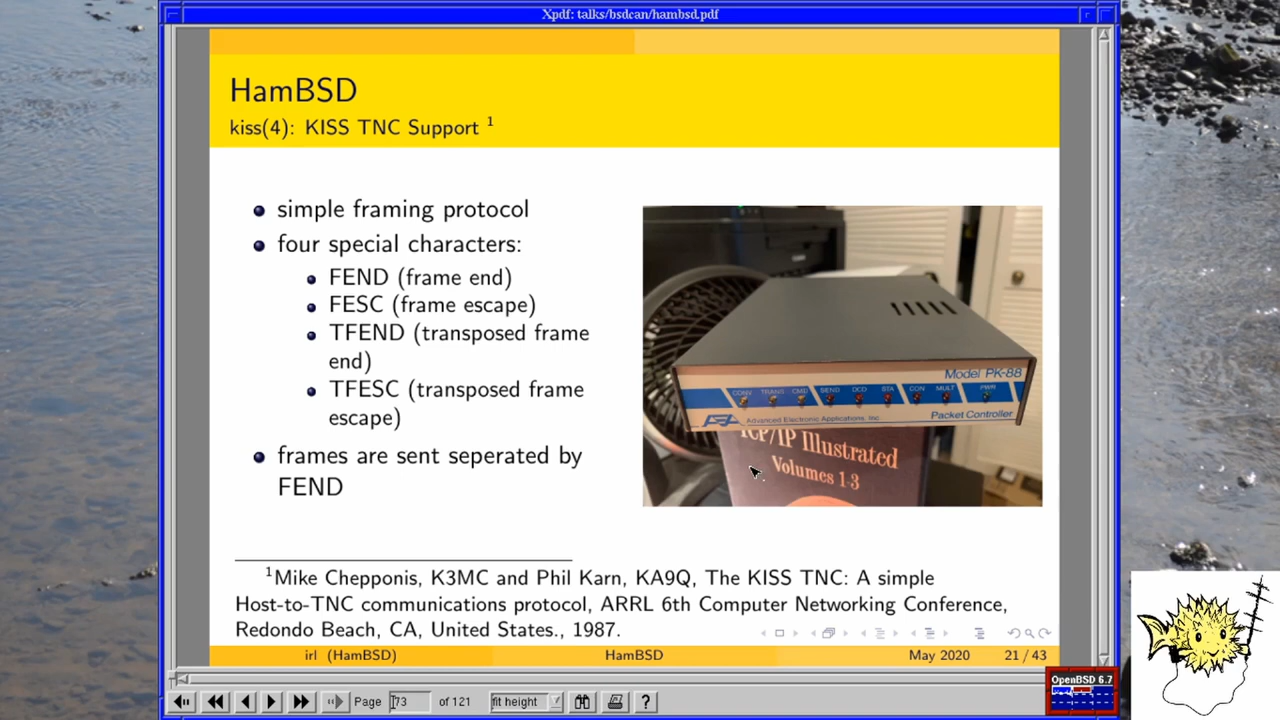 Xpdf: talks/bsdcan/hambsd.pdf
HamBSD
kiss(4): KISS TNC Support 1
simple framing protocol
four special characters:
FEND (frame end)
FESC (frame escape)
TFEND (transposed frame
end)
TFESC (transposed frame
escape)
frames are sent seperated by
FEND
Model PK-88
CONV TRANS CMD SEND DCD STA CON MULT PWR
AEA Advanced Electronic Applications, Inc. Packet Controller
TCP/IP Illustrated
Volumes 1-3
1Mike Chepponis, K3MC and Phil Karn, KA9Q, The KISS TNC: A simple
Host-to-TNC communications protocol, ARRL 6th Computer Networking Conference,
Redondo Beach, CA, United States., 1987.
irl (HamBSD) HamBSD May 2020 21 / 43
Page 73 of 121 fit height ?
OpenBSD 6.7